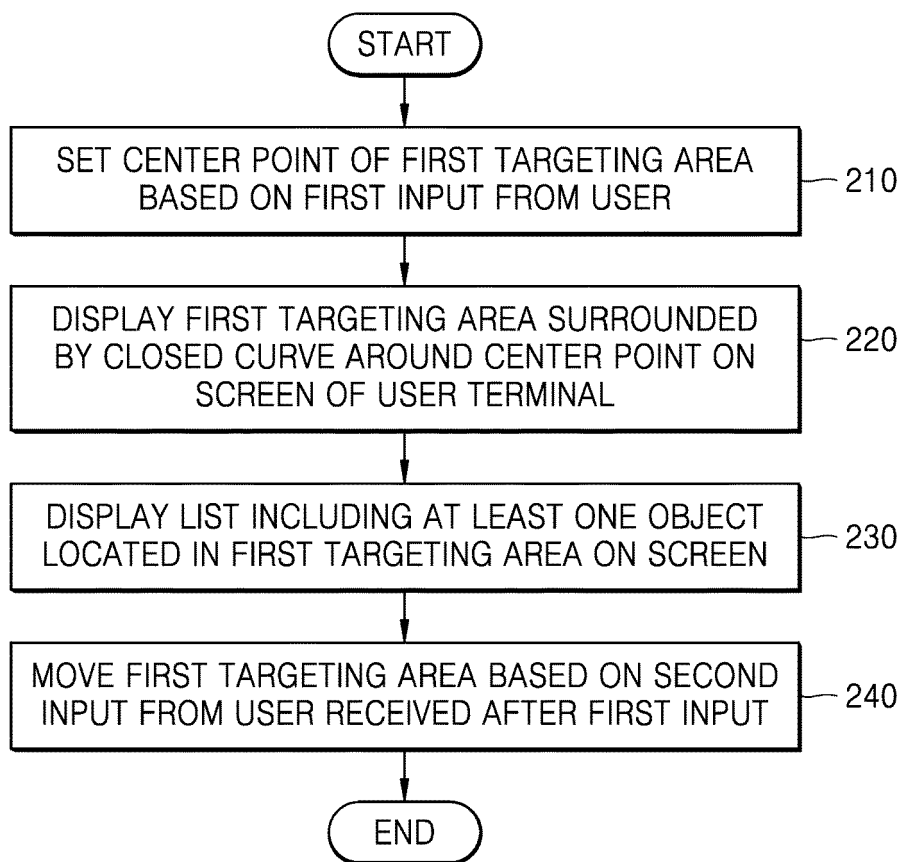 START
SET CENTER POINT OF FIRST TARGETING AREA
BASED ON FIRST INPUT FROM USER
210
DISPLAY FIRST TARGETING AREA SURROUNDED
BY CLOSED CURVE AROUND CENTER POINT ON
SCREEN OF USER TERMINAL
220
DISPLAY LIST INCLUDING AT LEAST ONE OBJECT
LOCATED IN FIRST TARGETING AREA ON SCREEN
230
MOVE FIRST TARGETING AREA BASED ON SECOND
INPUT FROM USER RECEIVED AFTER FIRST INPUT
240
END